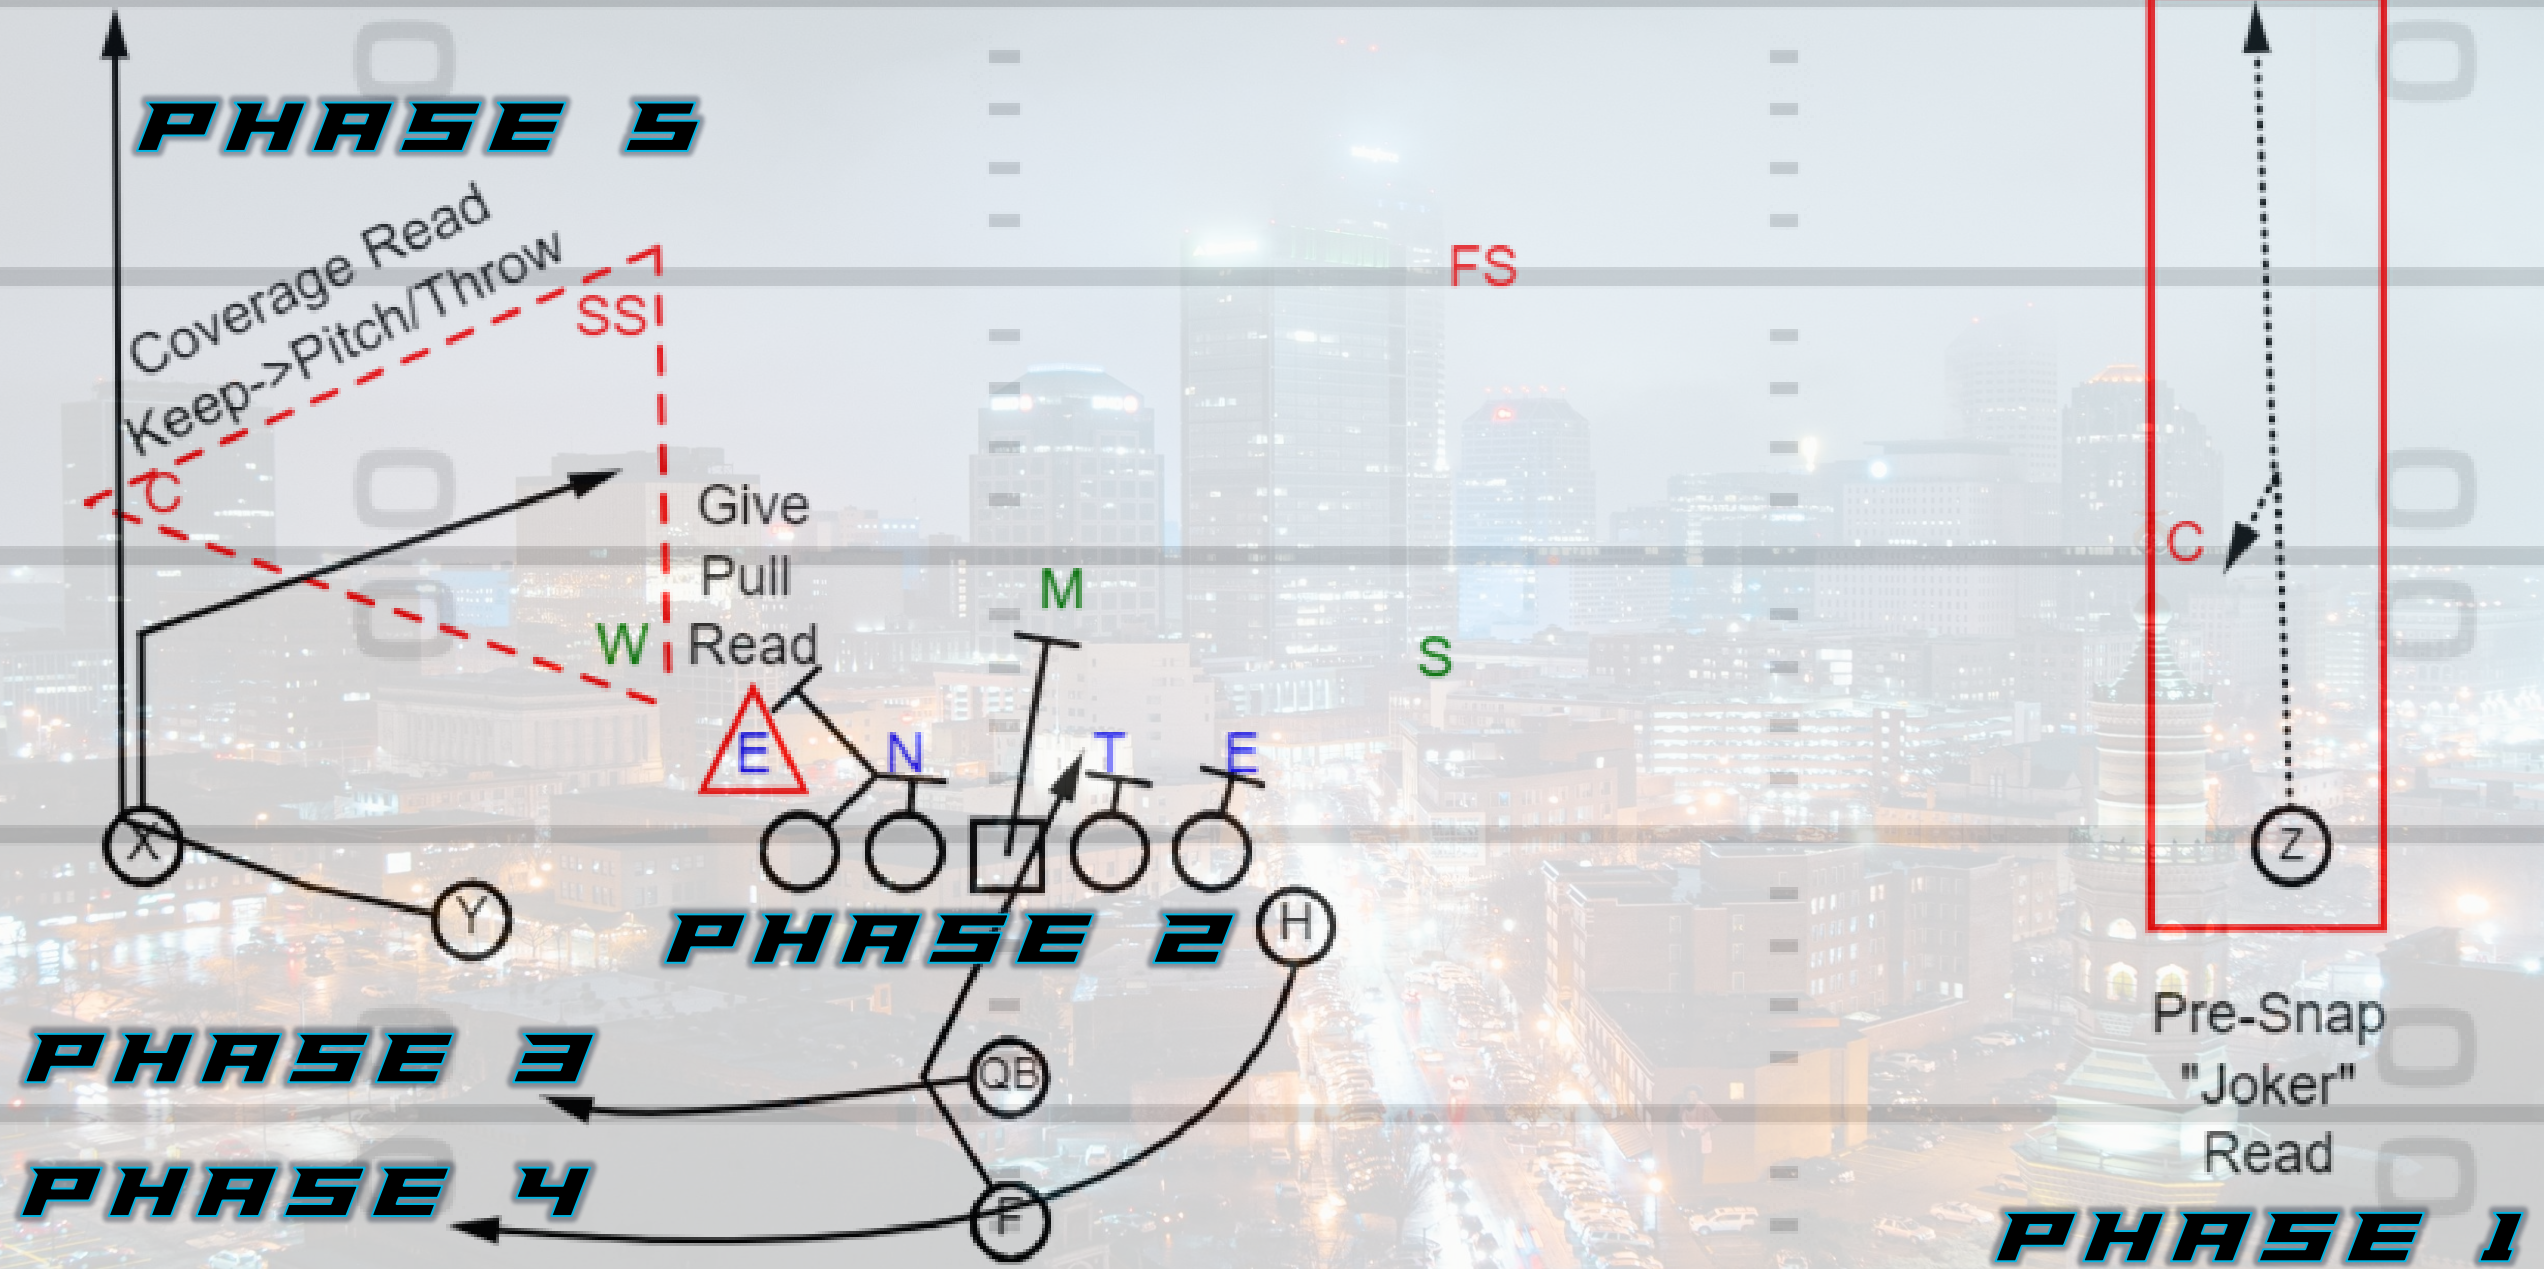 PHASE 5
Coverage Read
Keep->Pitch/Throw
SS
FS
C
Give
Pull
Read
W
M
S
C
E
N
T
E
X
Y
Z
H
PHASE 2
QB
F
PHASE 3
PHASE 4
Pre-Snap
"Joker"
Read
PHASE 1